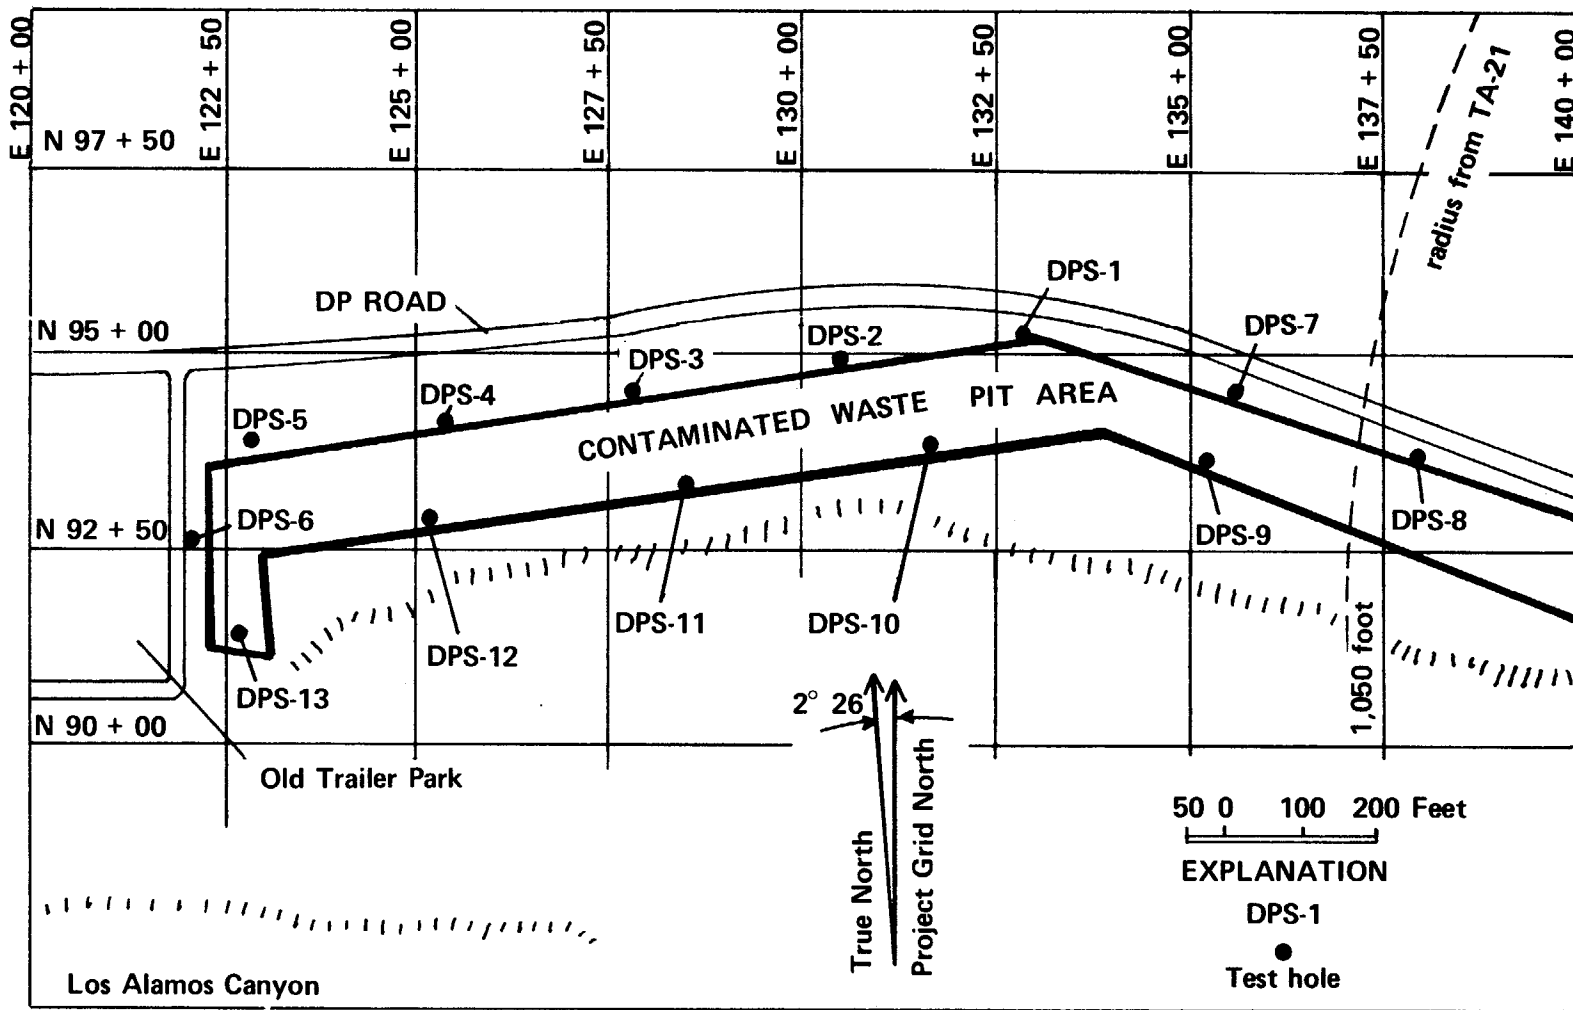 E 120 + 00
E 122 + 50
E 125 + 00
E 127 + 50
E 130 + 00
E 132 + 50
E 135 + 00
E 137 + 50
E 140 + 00
N 97 + 50
radius from TA-21
DPS-1
DP ROAD
N 95 + 00
DPS-2
DPS-7
DPS-3
DPS-4
DPS-5
CONTAMINATED WASTE PIT AREA
N 92 + 50
DPS-6
DPS-8
DPS-9
DPS-11
DPS-10
DPS-12
1,050 foot
DPS-13
2° 26
N 90 + 00
Old Trailer Park
True North
Project Grid North
50 0 100 200 Feet
EXPLANATION
DPS-1
Test hole
Los Alamos Canyon